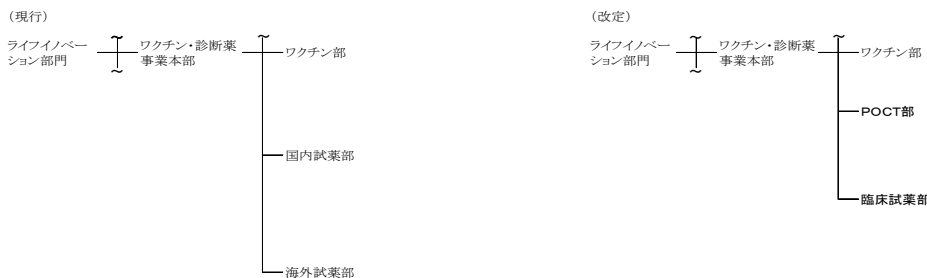 （現行）
ライフイノベー
ション部門
ワクチン・診断薬
事業本部
ワクチン部
国内試薬部
海外試薬部
（改定）
ライフイノベー
ション部門
ワクチン・診断薬
事業本部
ワクチン部
POCT部
臨床試薬部